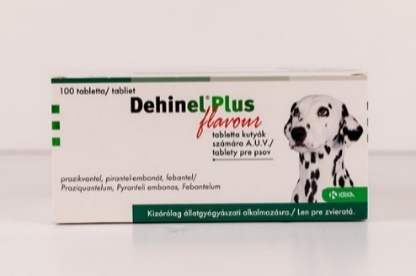 100 tabletta/ tabliet
Dehinel® Plus
flavour
tabletta kutyák
számára A.U.V./
tablety pre psov
prazikvantel, pirantel-embonát, febantel/
Praziquantelum, Pyranteli embonas, Febantelum
KRKA
Kizárólag állatgyógyászati alkalmazásra./ Len pre zvieratá.